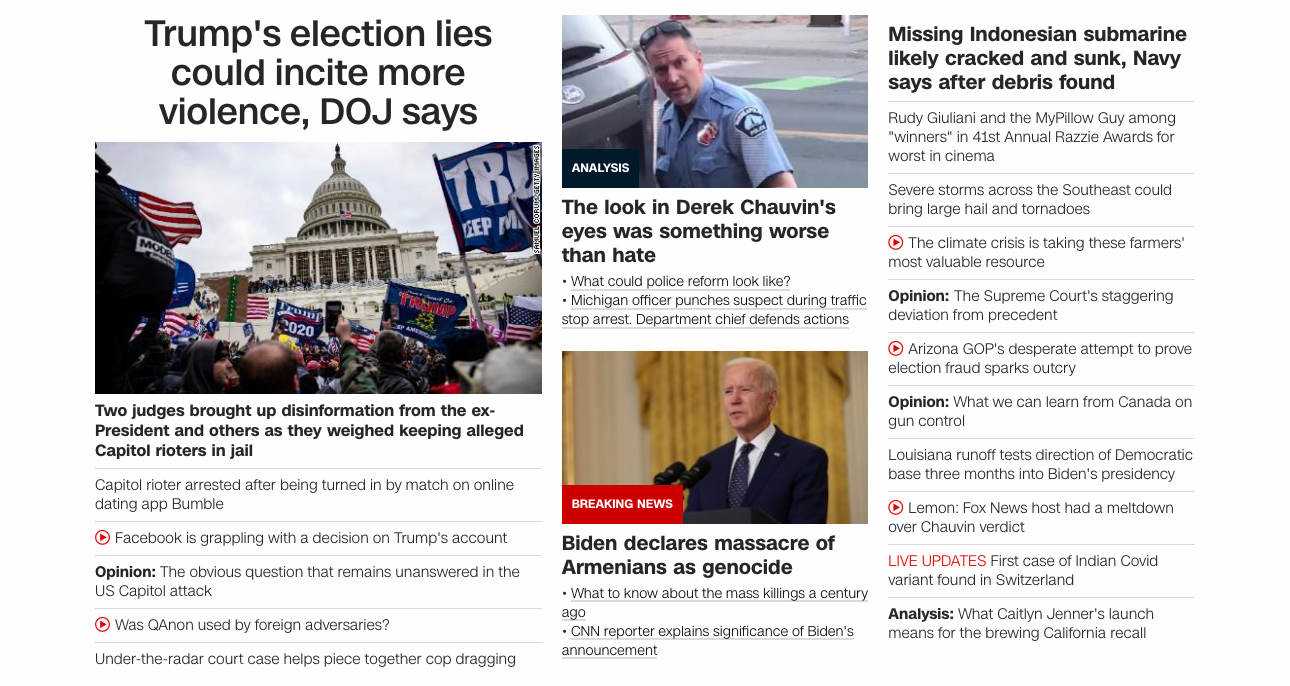 Trump's election lies
could incite more
violence, DOJ says
SAMUEL CORUM/GETTY IMAGES
TRU
KEEP
MODE
Trump
2020
TRUMP
KEEP AMERICA
Two judges brought up disinformation from the ex-
President and others as they weighed keeping alleged
Capitol rioters in jail
Capitol rioter arrested after being turned in by match on online
dating app Bumble
Facebook is grappling with a decision on Trump's account
Opinion: The obvious question that remains unanswered in the
US Capitol attack
Was QAnon used by foreign adversaries?
Under-the-radar court case helps piece together cop dragging
Ford
ANALYSIS
The look in Derek Chauvin's
eyes was something worse
than hate
• What could police reform look like?
• Michigan officer punches suspect during traffic
stop arrest. Department chief defends actions
BREAKING NEWS
Biden declares massacre of
Armenians as genocide
• What to know about the mass killings a century
ago
• CNN reporter explains significance of Biden's
announcement
Missing Indonesian submarine
likely cracked and sunk, Navy
says after debris found
Rudy Giuliani and the MyPillow Guy among
"winners" in 41st Annual Razzie Awards for
worst in cinema
Severe storms across the Southeast could
bring large hail and tornadoes
The climate crisis is taking these farmers'
most valuable resource
Opinion: The Supreme Court's staggering
deviation from precedent
Arizona GOP's desperate attempt to prove
election fraud sparks outcry
Opinion: What we can learn from Canada on
gun control
Louisiana runoff tests direction of Democratic
base three months into Biden's presidency
Lemon: Fox News host had a meltdown
over Chauvin verdict
LIVE UPDATES First case of Indian Covid
variant found in Switzerland
Analysis: What Caitlyn Jenner's launch
means for the brewing California recall